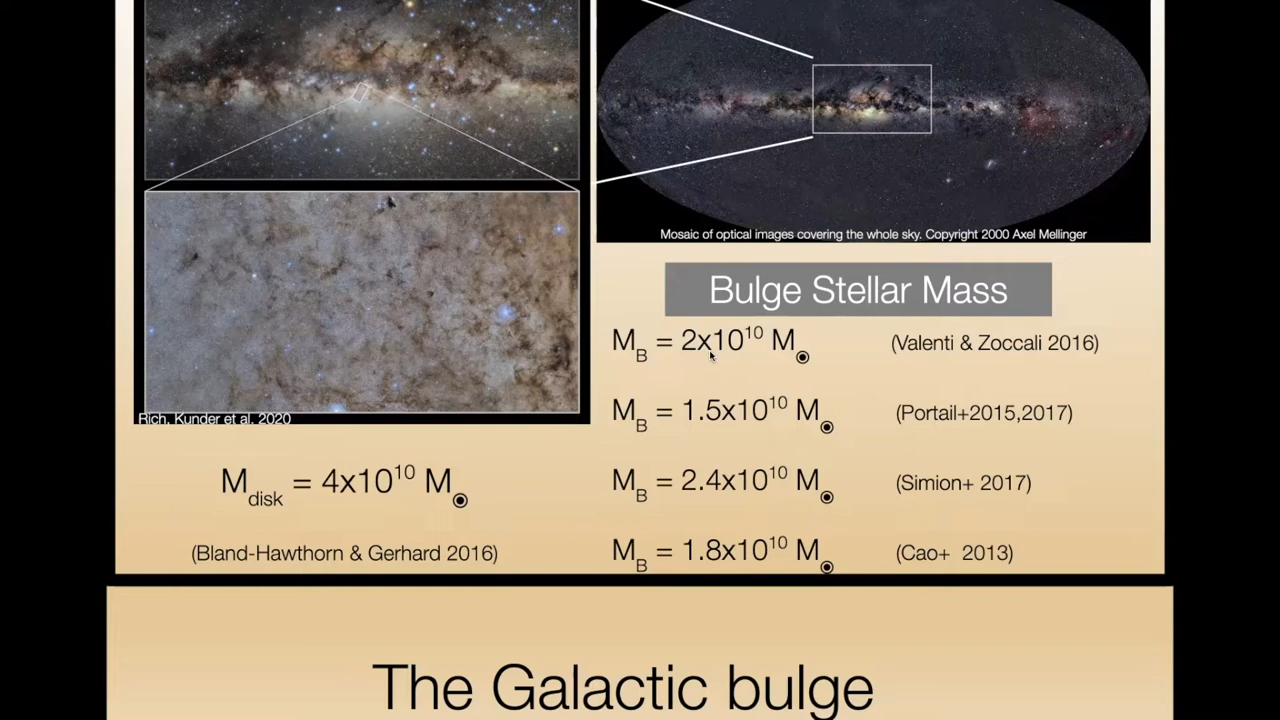 Mosaic of optical images covering the whole sky. Copyright 2000 Axel Mellinger
Bulge Stellar Mass
M_B = 2x10^10 M_☉ (Valenti & Zoccali 2016)
M_B = 1.5x10^10 M_☉ (Portail+2015,2017)
Rich, Kunder et al. 2020
M_disk = 4x10^10 M_☉
M_B = 2.4x10^10 M_☉ (Simion+ 2017)
(Bland-Hawthorn & Gerhard 2016)
M_B = 1.8x10^10 M_☉ (Cao+ 2013)
The Galactic bulge